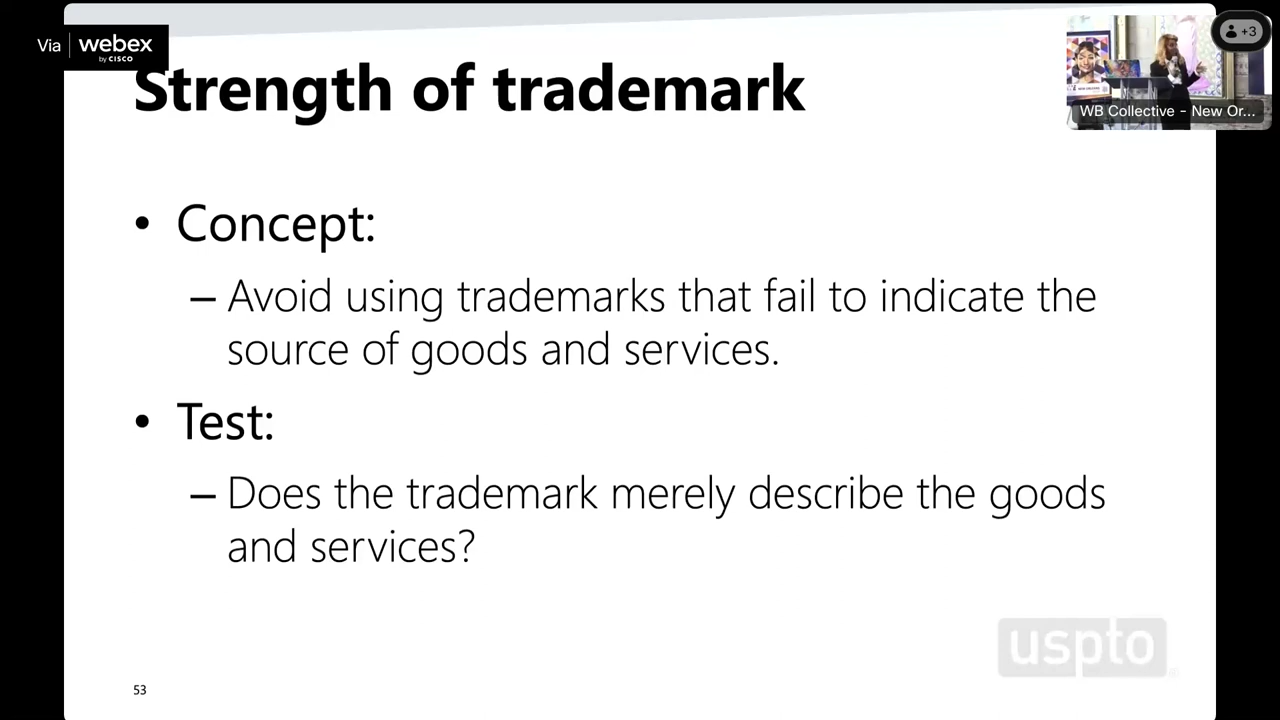 Via webex
by CISCO
+3
WB Collective - New Or...
Strength of trademark
• Concept:
– Avoid using trademarks that fail to indicate the
source of goods and services.
• Test:
– Does the trademark merely describe the goods
and services?
uspto
53